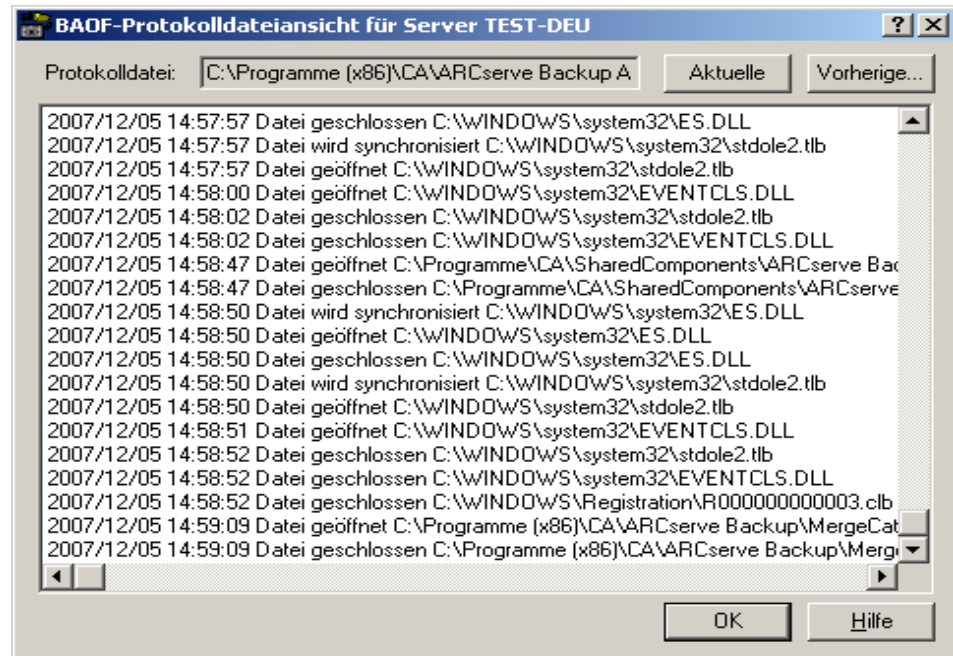 BAOF-Protokolldateiansicht für Server TEST-DEU
Protokolldatei: C:\Programme (x86)\CA\ARCserve Backup A Aktuelle Vorherige...
2007/12/05 14:57:57 Datei geschlossen C:\WINDOWS\system32\ES.DLL
2007/12/05 14:57:57 Datei wird synchronisiert C:\WINDOWS\system32\stdole2.tlb
2007/12/05 14:57:57 Datei geöffnet C:\WINDOWS\system32\stdole2.tlb
2007/12/05 14:58:00 Datei geöffnet C:\WINDOWS\system32\EVENTCLS.DLL
2007/12/05 14:58:02 Datei geschlossen C:\WINDOWS\system32\stdole2.tlb
2007/12/05 14:58:02 Datei geschlossen C:\WINDOWS\system32\EVENTCLS.DLL
2007/12/05 14:58:47 Datei geöffnet C:\Programme\CA\SharedComponents\ARCserve Bac
2007/12/05 14:58:47 Datei geschlossen C:\Programme\CA\SharedComponents\ARCserve
2007/12/05 14:58:50 Datei wird synchronisiert C:\WINDOWS\system32\ES.DLL
2007/12/05 14:58:50 Datei geöffnet C:\WINDOWS\system32\ES.DLL
2007/12/05 14:58:50 Datei geschlossen C:\WINDOWS\system32\ES.DLL
2007/12/05 14:58:50 Datei wird synchronisiert C:\WINDOWS\system32\stdole2.tlb
2007/12/05 14:58:50 Datei geöffnet C:\WINDOWS\system32\stdole2.tlb
2007/12/05 14:58:51 Datei geöffnet C:\WINDOWS\system32\EVENTCLS.DLL
2007/12/05 14:58:52 Datei geschlossen C:\WINDOWS\system32\stdole2.tlb
2007/12/05 14:58:52 Datei geschlossen C:\WINDOWS\system32\EVENTCLS.DLL
2007/12/05 14:58:52 Datei geschlossen C:\WINDOWS\Registration\R000000000003.clb
2007/12/05 14:59:09 Datei geöffnet C:\Programme (x86)\CA\ARCserve Backup\MergeCat
2007/12/05 14:59:09 Datei geschlossen C:\Programme (x86)\CA\ARCserve Backup\Merg
OK Hilfe